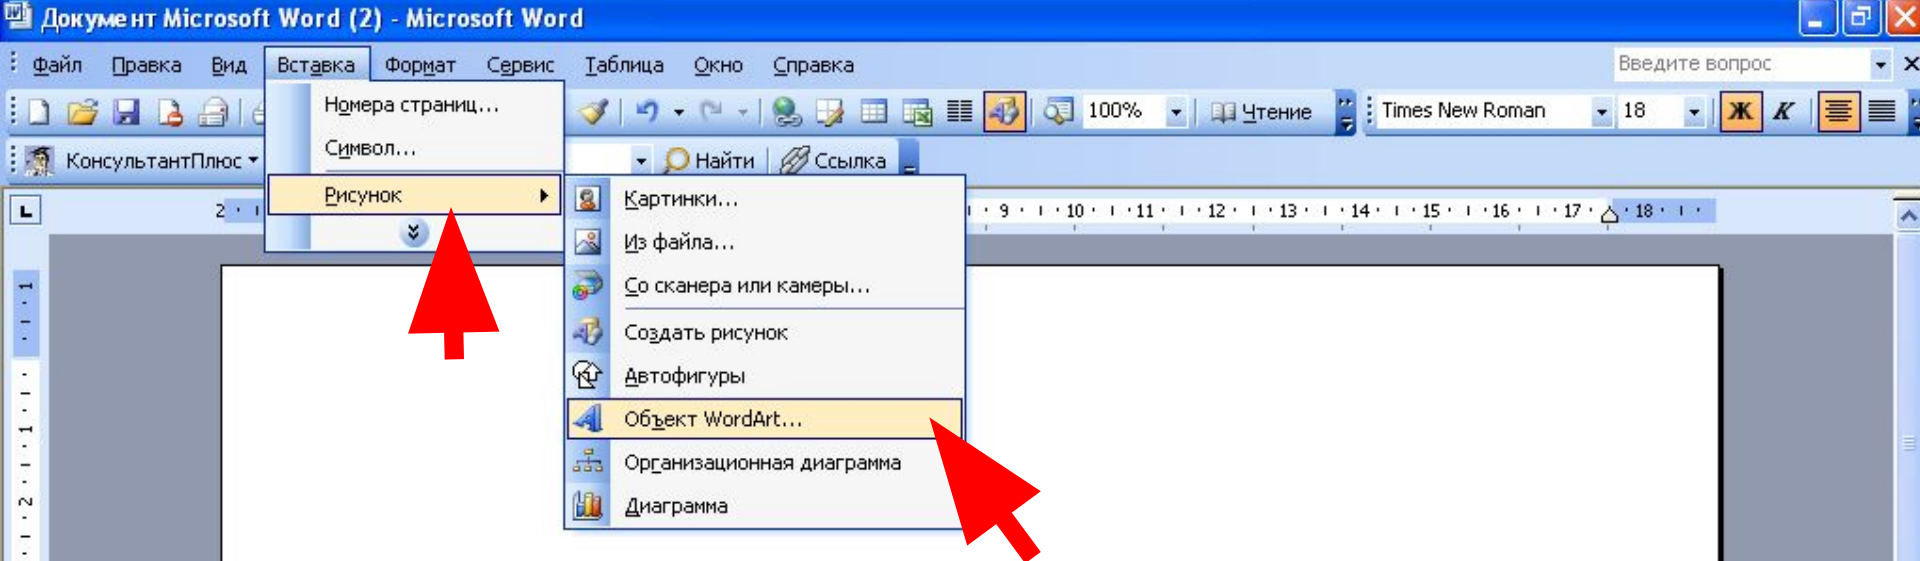 Документ Microsoft Word (2) - Microsoft Word
Файл Правка Вид Вставка Формат Сервис Таблица Окно Справка Введите вопрос
Номера страниц...
100% Чтение Times New Roman 18 Ж К
Символ...
КонсультантПлюс Найти Ссылка
Рисунок
Картинки...
2 9 10 11 12 13 14 15 16 17 18
Из файла...
Со сканера или камеры...
1
Создать рисунок
Автофигуры
Объект WordArt...
1
Организационная диаграмма
2
Диаграмма